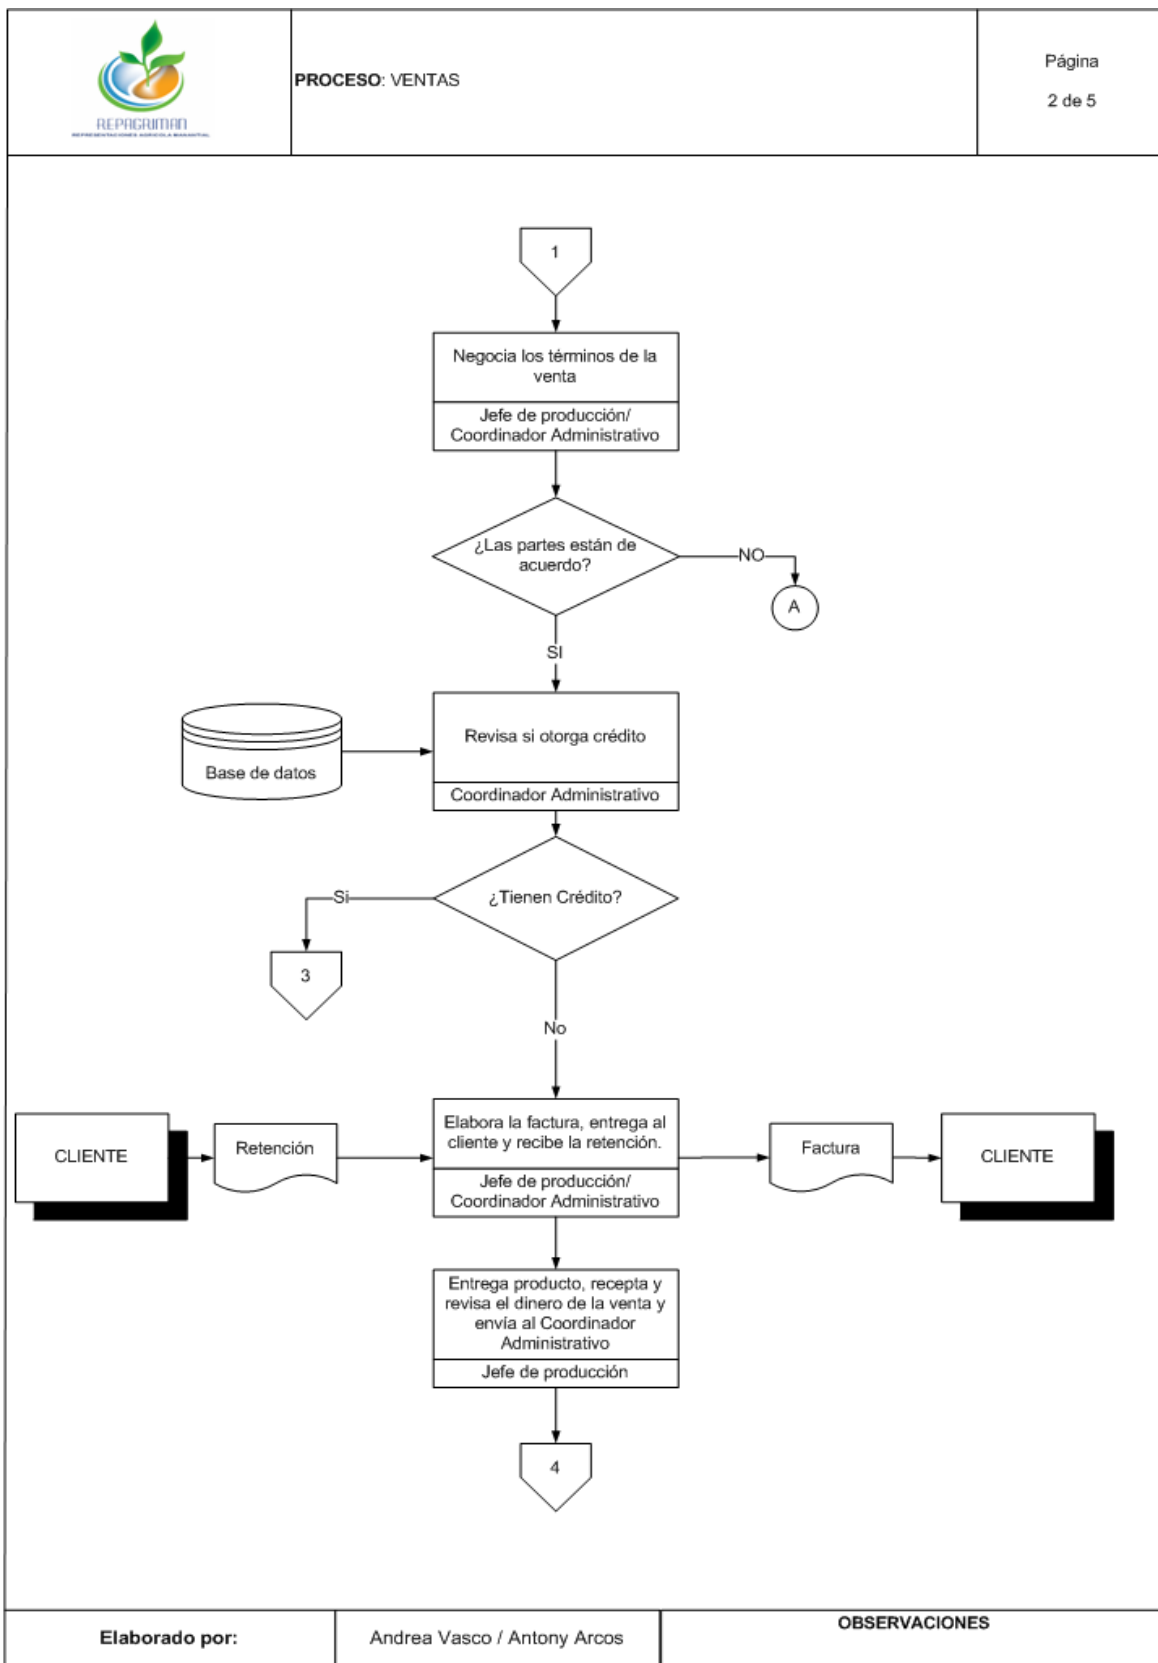 REPAGRIMAN
REPRESENTACIONES AGRICOLA MANANTIAL
PROCESO: VENTAS
Página
2 de 5
1
Negocia los términos de la
venta
Jefe de producción/
Coordinador Administrativo
¿Las partes están de
acuerdo?
NO
A
SI
Base de datos
Revisa si otorga crédito
Coordinador Administrativo
¿Tienen Crédito?
Si
3
No
CLIENTE
Retención
Elabora la factura, entrega al
cliente y recibe la retención.
Jefe de producción/
Coordinador Administrativo
Factura
CLIENTE
Entrega producto, recepta y
revisa el dinero de la venta y
envía al Coordinador
Administrativo
Jefe de producción
4
Elaborado por:
Andrea Vasco / Antony Arcos
OBSERVACIONES